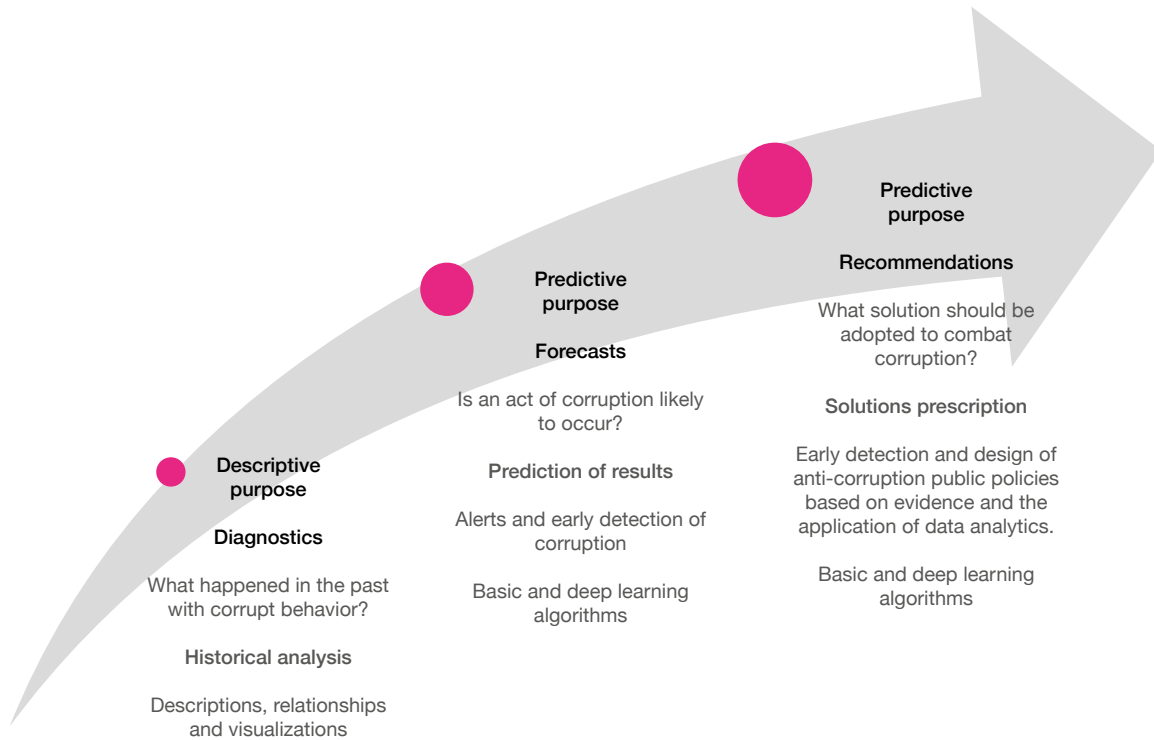 Descriptive
purpose
Diagnostics
What happened in the past
with corrupt behavior?
Historical analysis
Descriptions, relationships
and visualizations
Predictive
purpose
Forecasts
Is an act of corruption likely
to occur?
Prediction of results
Alerts and early detection of
corruption
Basic and deep learning
algorithms
Predictive
purpose
Recommendations
What solution should be
adopted to combat
corruption?
Solutions prescription
Early detection and design of
anti-corruption public policies
based on evidence and the
application of data analytics.
Basic and deep learning
algorithms